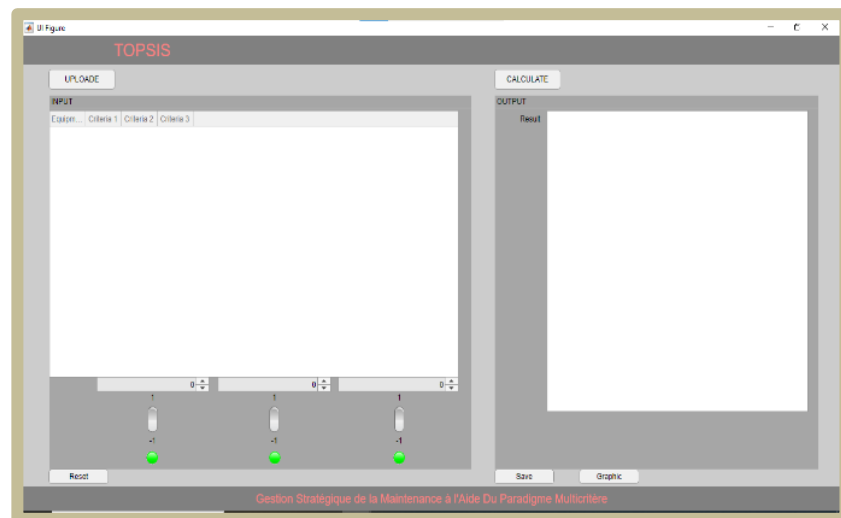 UI Figure
TOPSIS
UPLOADE
CALCULATE
INPUT
OUTPUT
Equipm... Criteria 1 Criteria 2 Criteria 3
Result
0 0 0
1 1 1
-1 -1 -1
Reset
Save
Graphic
Gestion Stratégique de la Maintenance à l'Aide Du Paradigme Multicritère